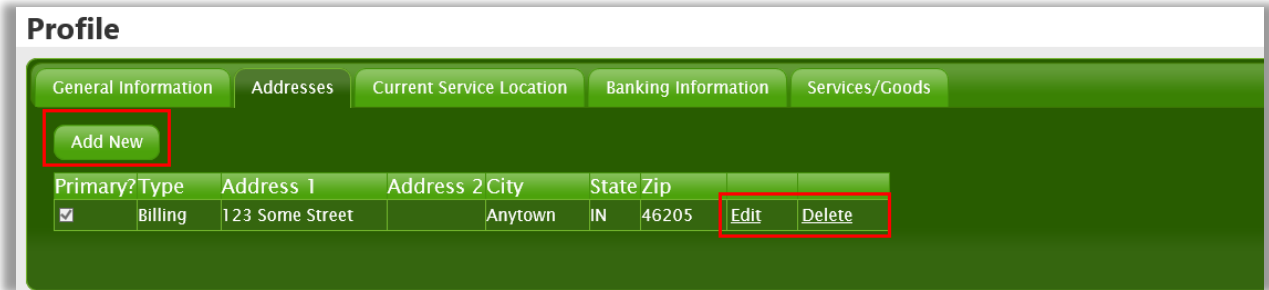 Profile
General Information Addresses Current Service Location Banking Information Services/Goods
Add New
Primary? Type Address 1 Address 2 City State Zip
Billing 123 Some Street Anytown IN 46205 Edit Delete